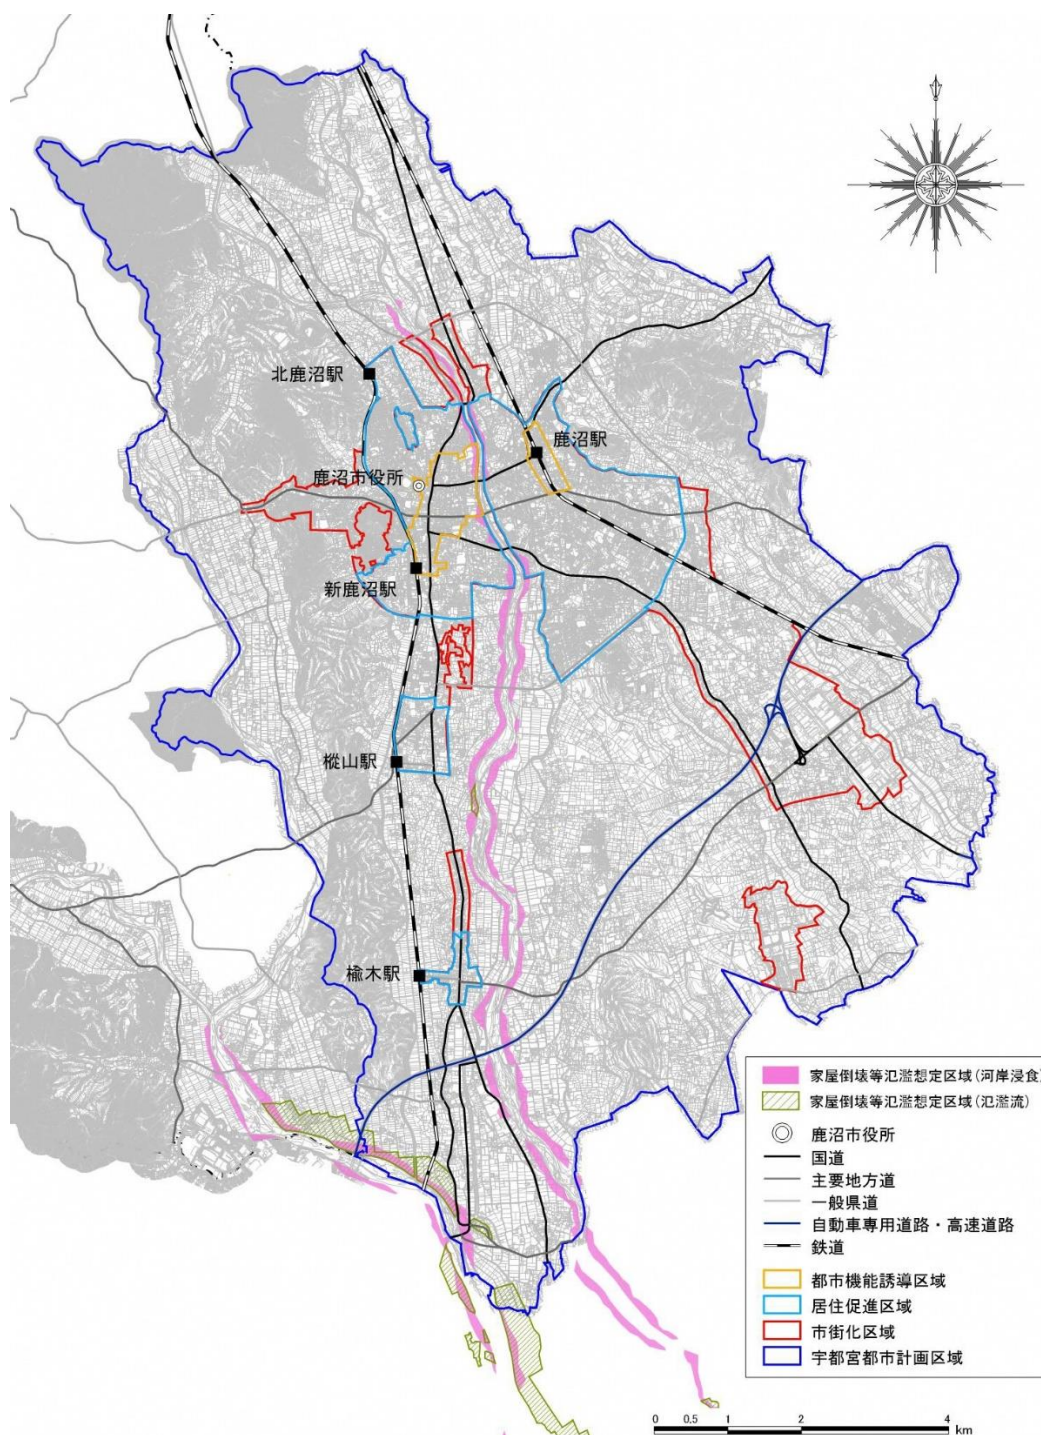 北鹿沼駅
鹿沼駅
鹿沼市役所
新鹿沼駅
樅山駅
楡木駅
家屋倒壊等氾濫想定区域(河岸浸食)
家屋倒壊等氾濫想定区域(氾濫流)
鹿沼市役所
国道
主要地方道
一般県道
自動車専用道路・高速道路
鉄道
都市機能誘導区域
居住促進区域
市街化区域
宇都宮都市計画区域
0 0.5 1 2 4
km